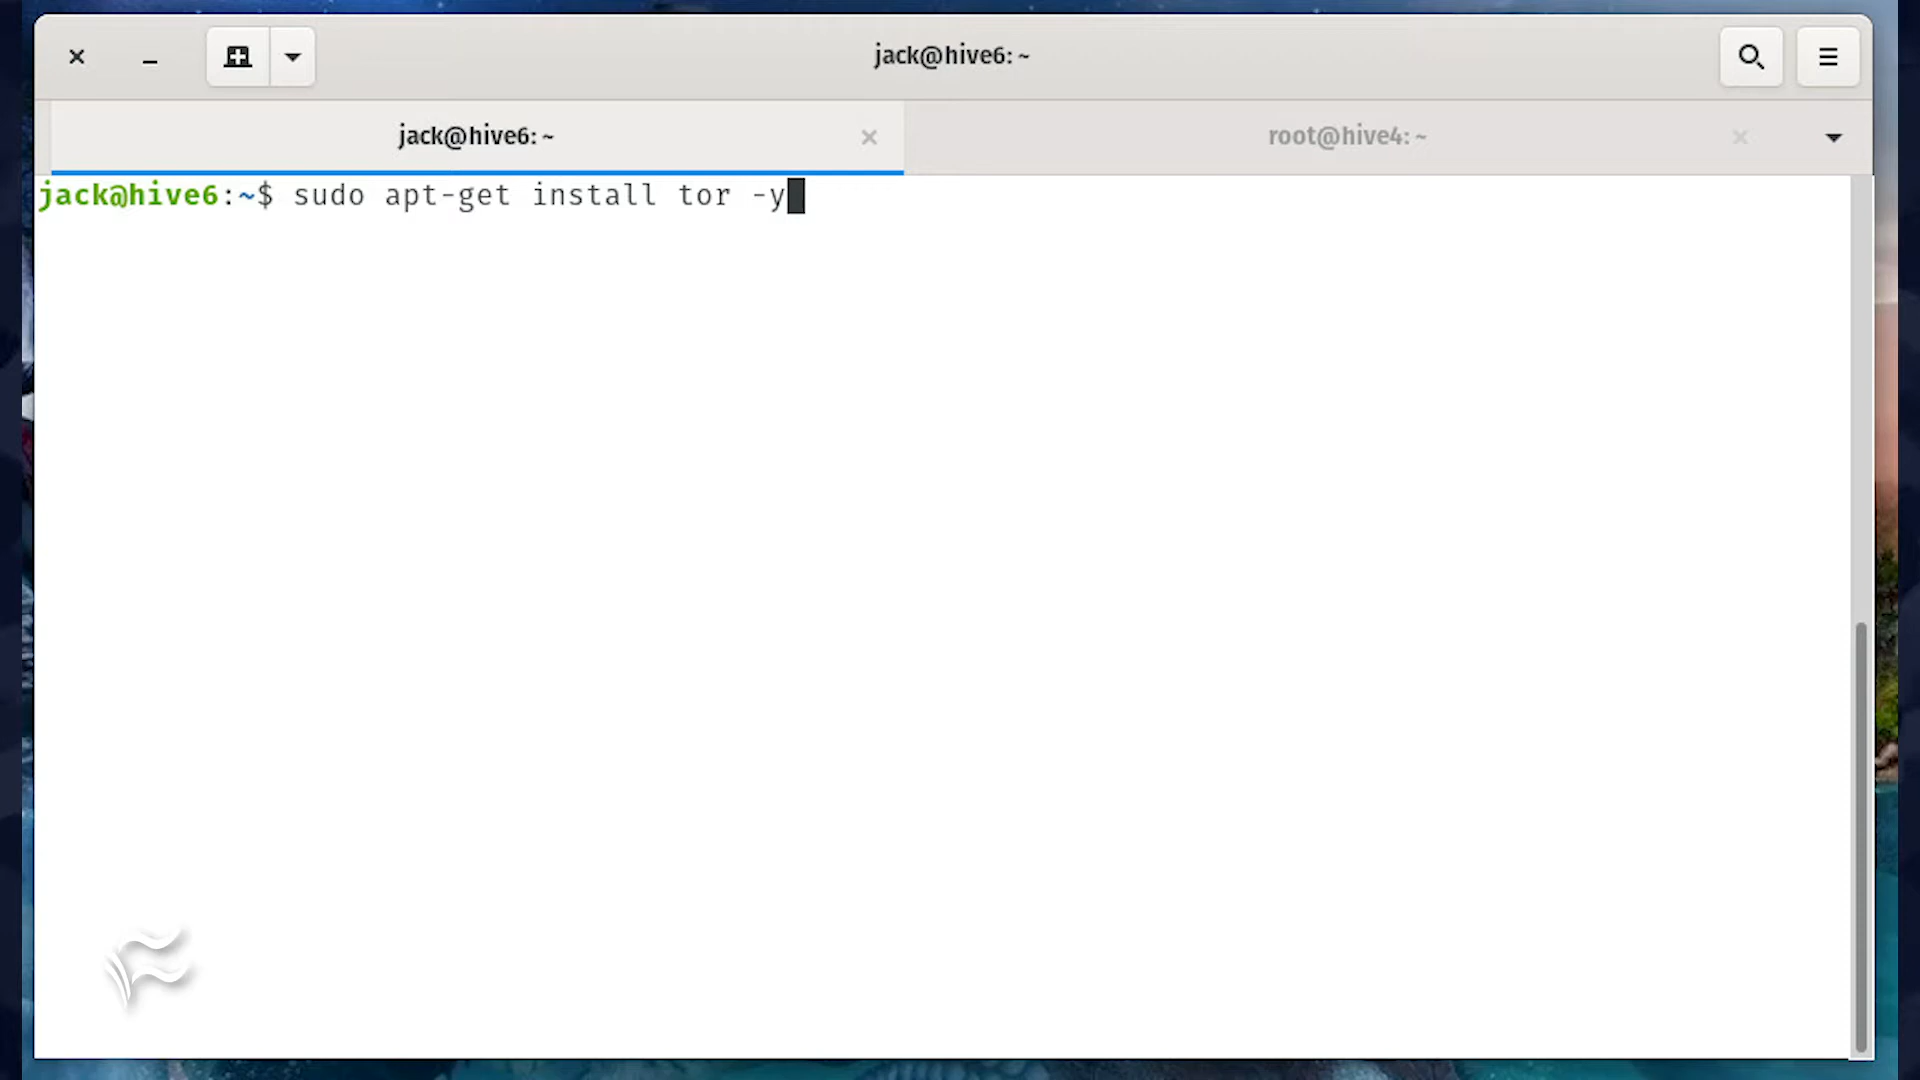 jack@hive6: ~
jack@hive6: ~
root@hive4: ~
jack@hive6:~$ sudo apt-get install tor -y